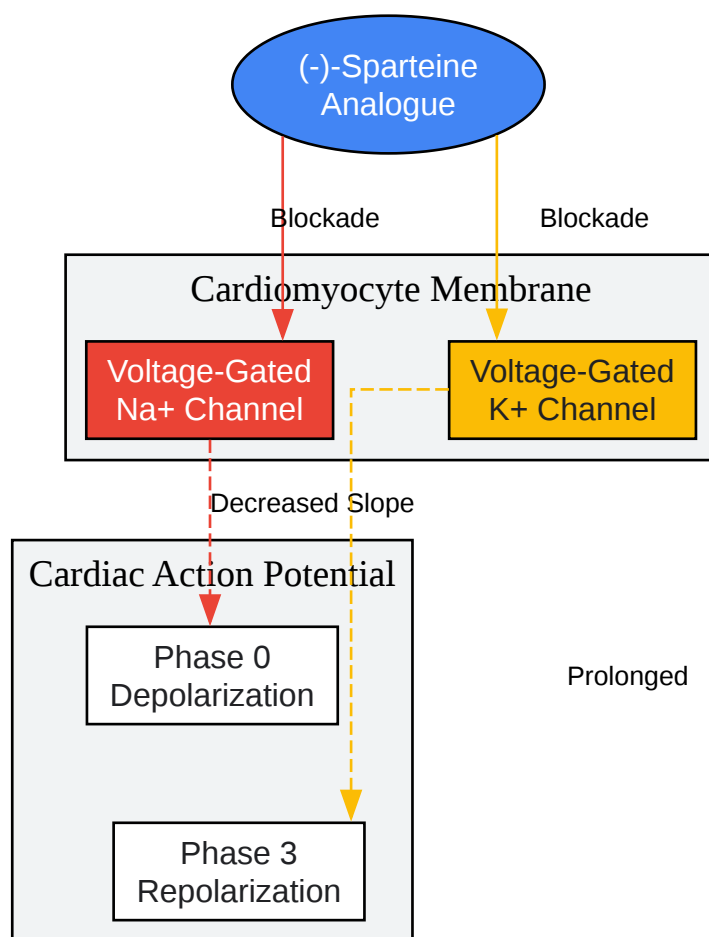 (-)-Sparteine
Analogue
Blockade
Blockade
Cardiomyocyte Membrane
Voltage-Gated
Na+ Channel
Voltage-Gated
K+ Channel
Decreased Slope
Cardiac Action Potential
Phase 0
Depolarization
Prolonged
Phase 3
Repolarization